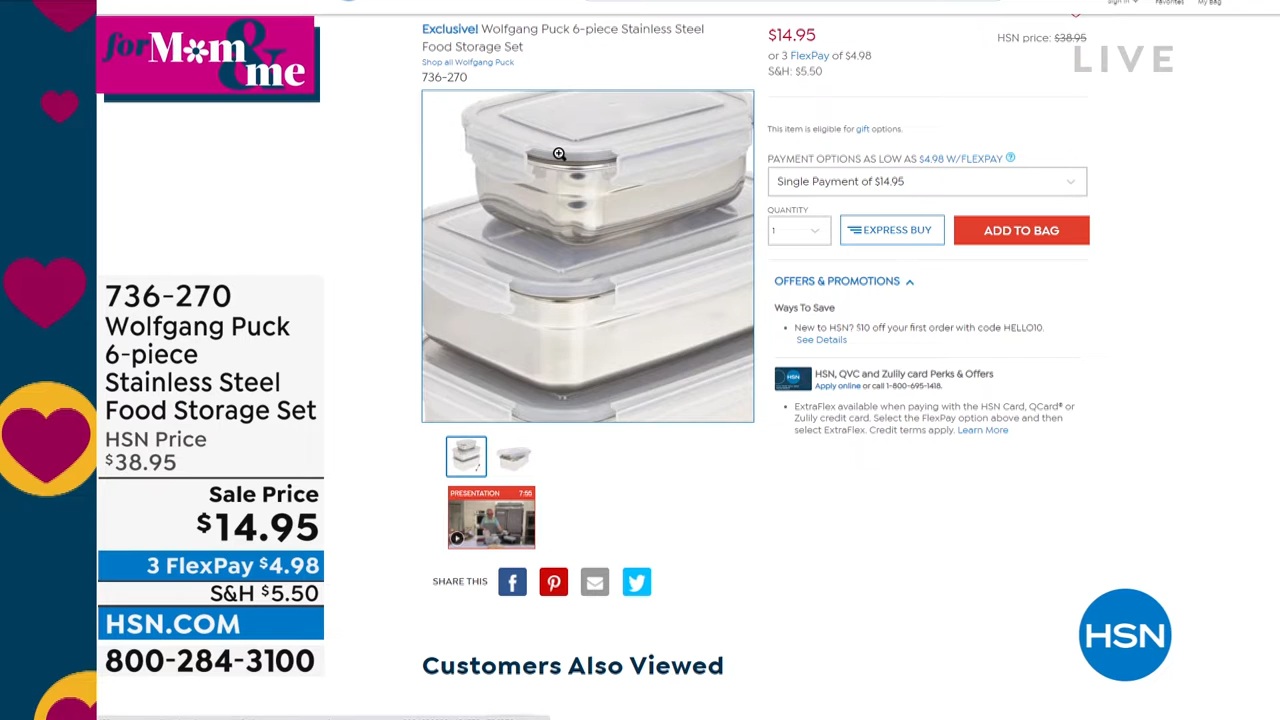 for Mom
&
me
736-270
Wolfgang Puck
6-piece
Stainless Steel
Food Storage Set
HSN Price
$38.95
Sale Price
$14.95
3 FlexPay $4.98
S&H $5.50
HSN.COM
800-284-3100
Exclusive! Wolfgang Puck 6-piece Stainless Steel
Food Storage Set
Shop all Wolfgang Puck
736-270
PRESENTATION 7:56
SHARE THIS
Customers Also Viewed
Sign In Favorites My Bag
$14.95 HSN price: $38.95
or 3 FlexPay of $4.98
S&H: $5.50
LIVE
This item is eligible for gift options.
PAYMENT OPTIONS AS LOW AS $4.98 W/FLEXPAY ?
Single Payment of $14.95
QUANTITY
1 EXPRESS BUY ADD TO BAG
OFFERS & PROMOTIONS
Ways To Save
• New to HSN? $10 off your first order with code HELLO10.
See Details
HSN
HSN, QVC and Zulily card Perks & Offers
Apply online or call 1-800-695-1418.
• ExtraFlex available when paying with the HSN Card, QCard® or
Zulily credit card. Select the FlexPay option above and then
select ExtraFlex. Credit terms apply. Learn More
HSN